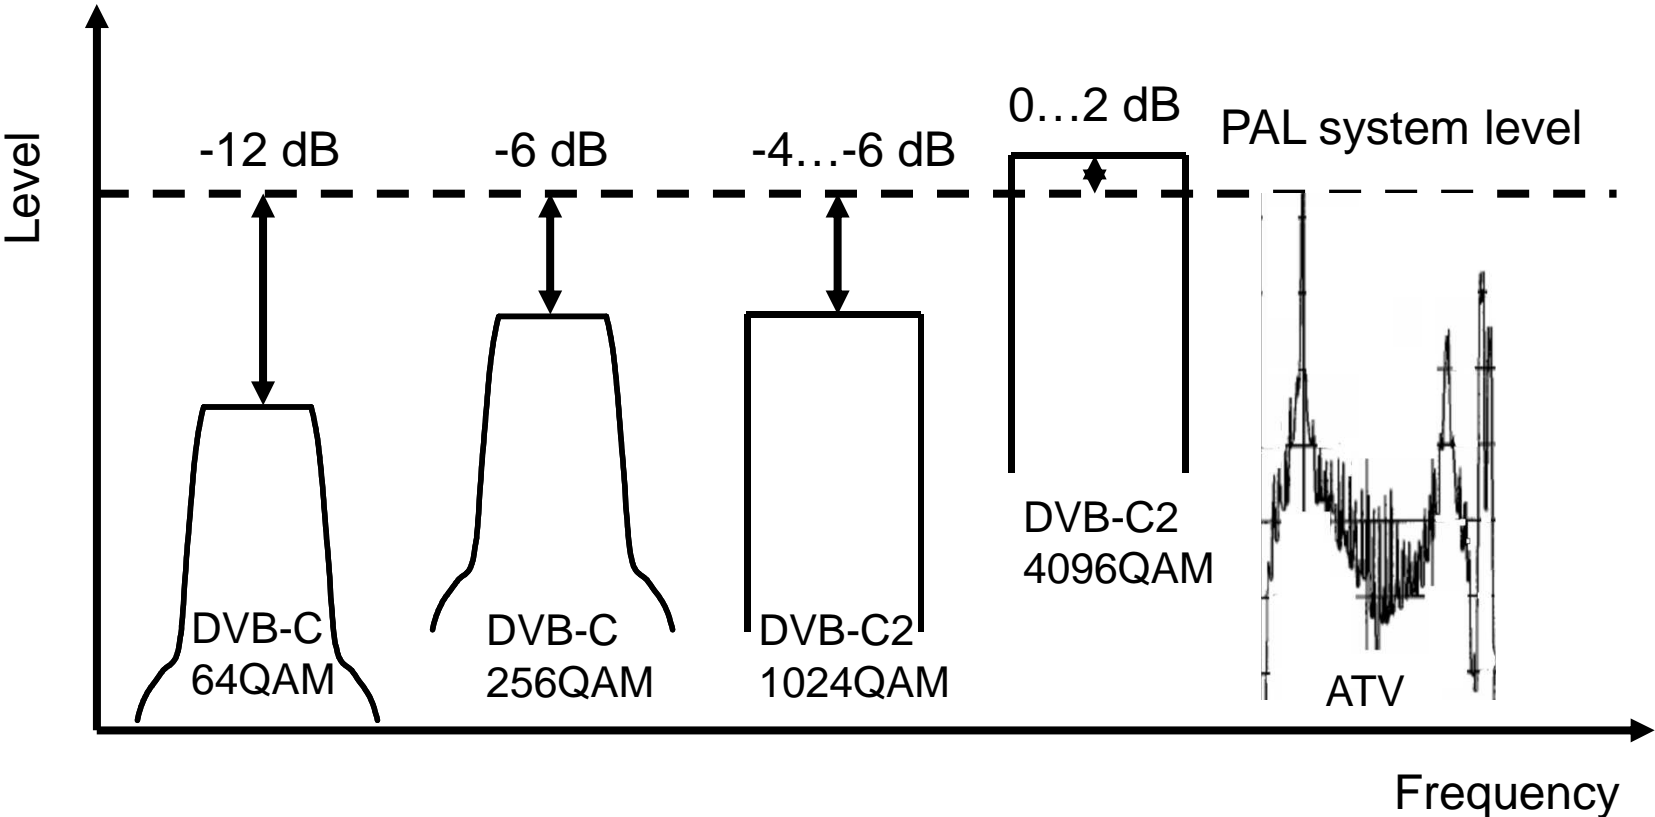 Level
-12 dB
-6 dB
-4…-6 dB
0…2 dB
PAL system level
DVB-C
64QAM
DVB-C
256QAM
DVB-C2
1024QAM
DVB-C2
4096QAM
ATV
Frequency